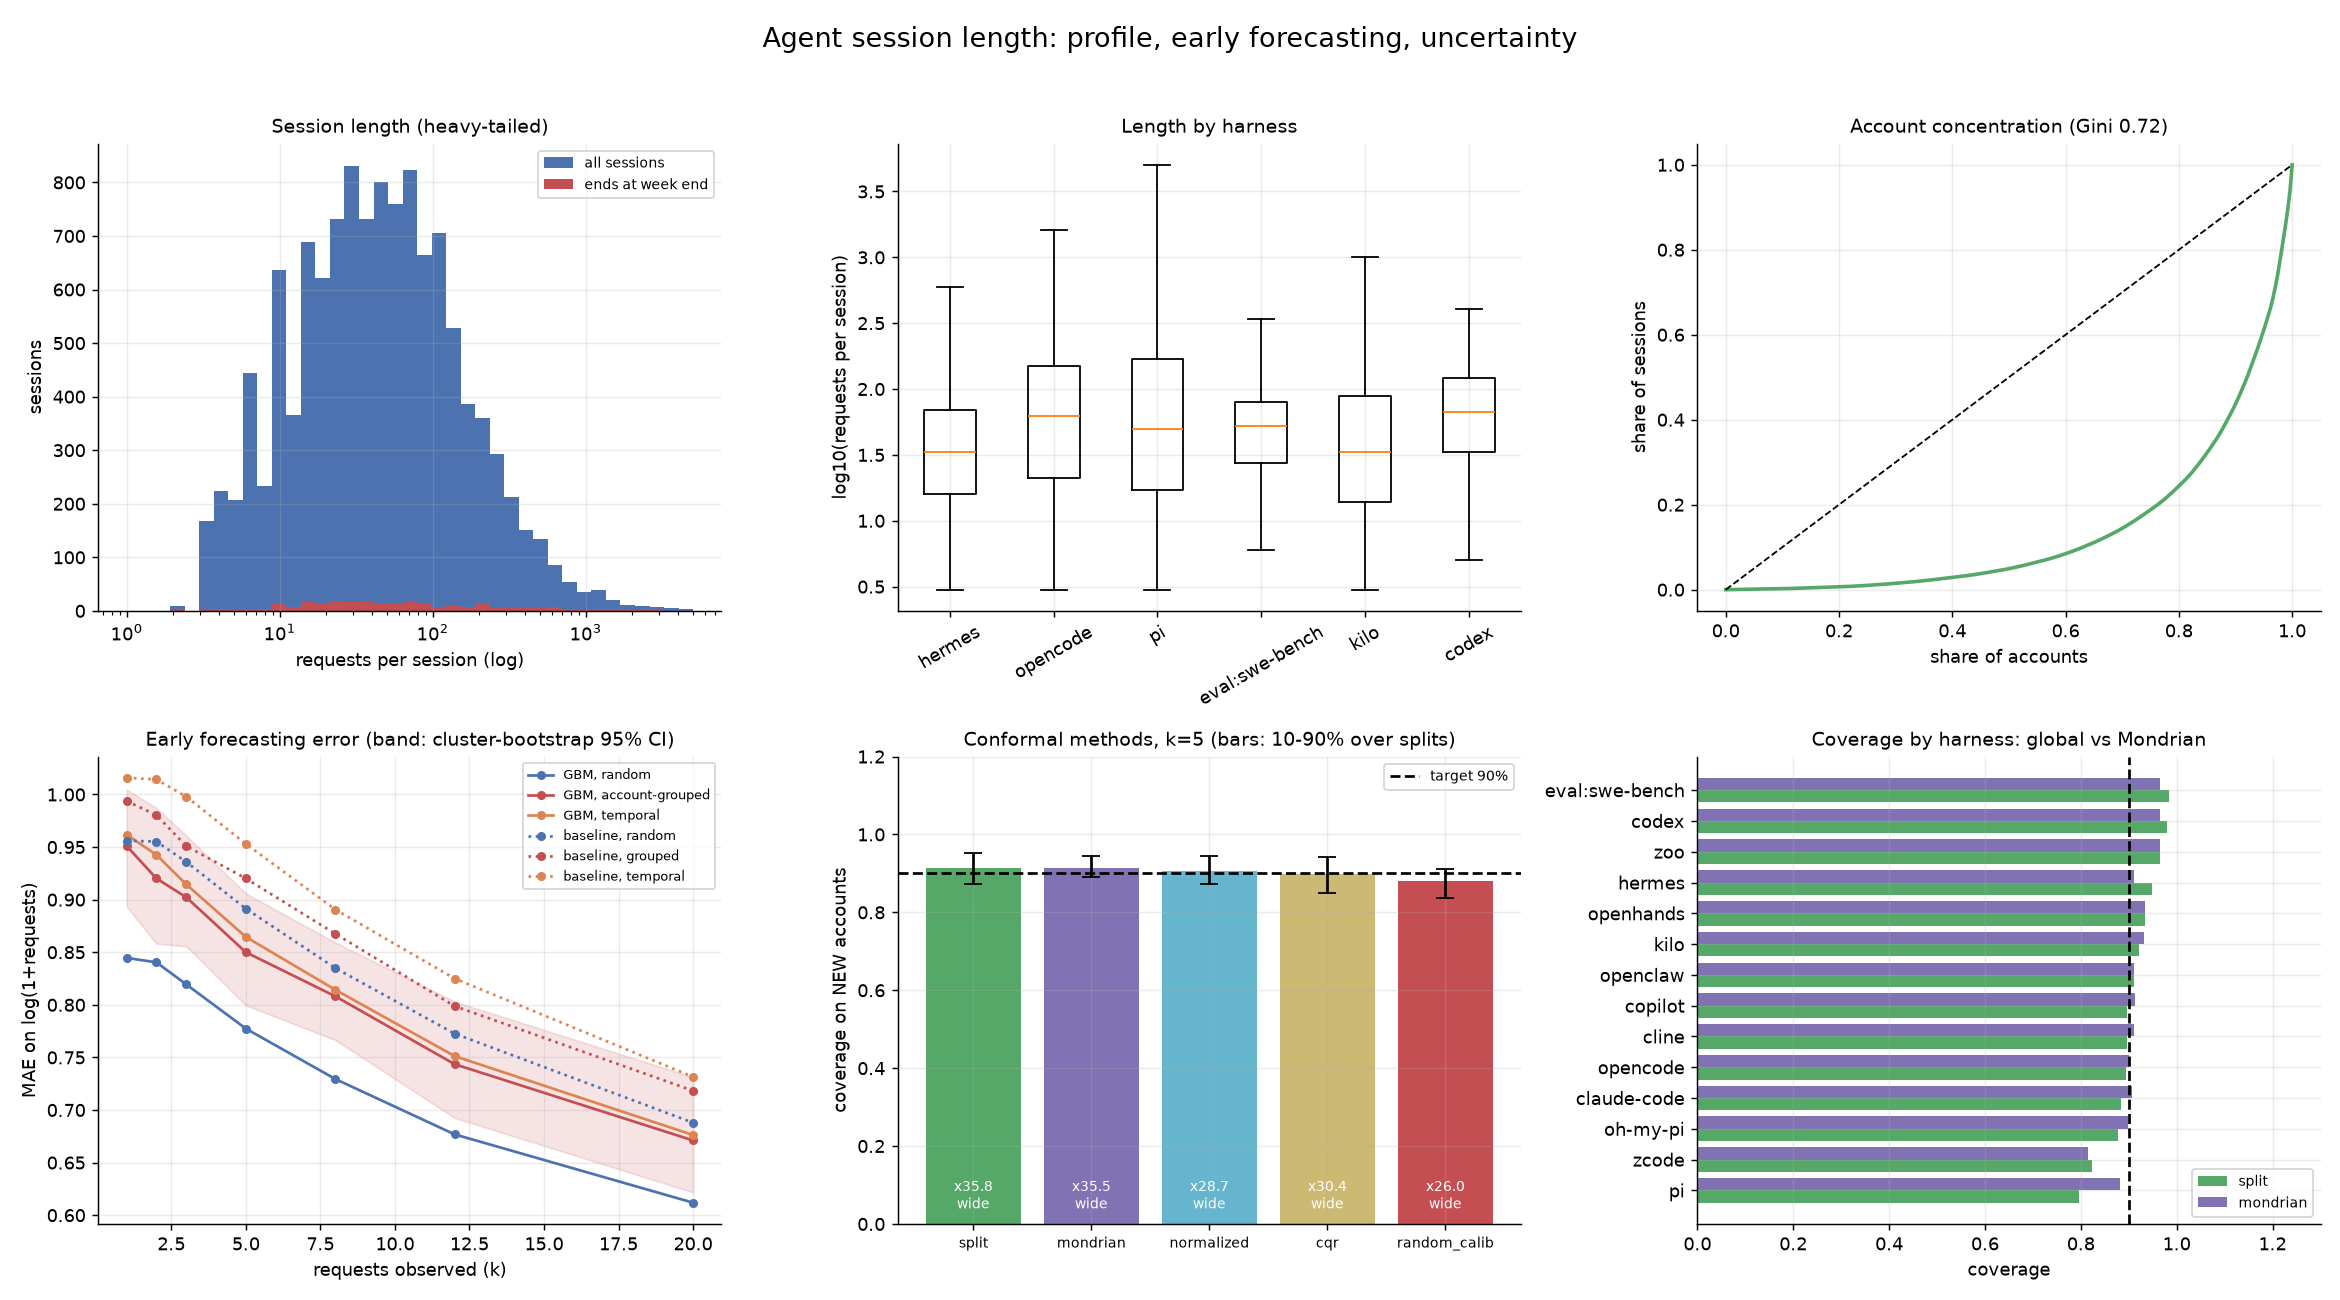 Agent session length: profile, early forecasting, uncertainty
Session length (heavy-tailed)
all sessions
ends at week end
800
700
600
500
400
300
200
100
0
sessions
10^0
10^1
10^2
10^3
requests per session (log)
Length by harness
3.5
3.0
2.5
2.0
1.5
1.0
0.5
log10(requests per session)
hermes
opencode
pi
eval:swe-bench
kilo
codex
Account concentration (Gini 0.72)
1.0
0.8
0.6
0.4
0.2
0.0
share of sessions
0.0
0.2
0.4
0.6
0.8
1.0
share of accounts
Early forecasting error (band: cluster-bootstrap 95% CI)
GBM, random
GBM, account-grouped
GBM, temporal
baseline, random
baseline, grouped
baseline, temporal
1.00
0.95
0.90
0.85
0.80
0.75
0.70
0.65
0.60
MAE on log(1+requests)
2.5
5.0
7.5
10.0
12.5
15.0
17.5
20.0
requests observed (k)
Conformal methods, k=5 (bars: 10-90% over splits)
target 90%
1.2
1.0
0.8
0.6
0.4
0.2
0.0
coverage on NEW accounts
x35.8
wide
x35.5
wide
x28.7
wide
x30.4
wide
x26.0
wide
split
mondrian
normalized
cqr
random_calib
Coverage by harness: global vs Mondrian
eval:swe-bench
codex
zoo
hermes
openhands
kilo
openclaw
copilot
cline
opencode
claude-code
oh-my-pi
zcode
pi
split
mondrian
0.0
0.2
0.4
0.6
0.8
1.0
1.2
coverage